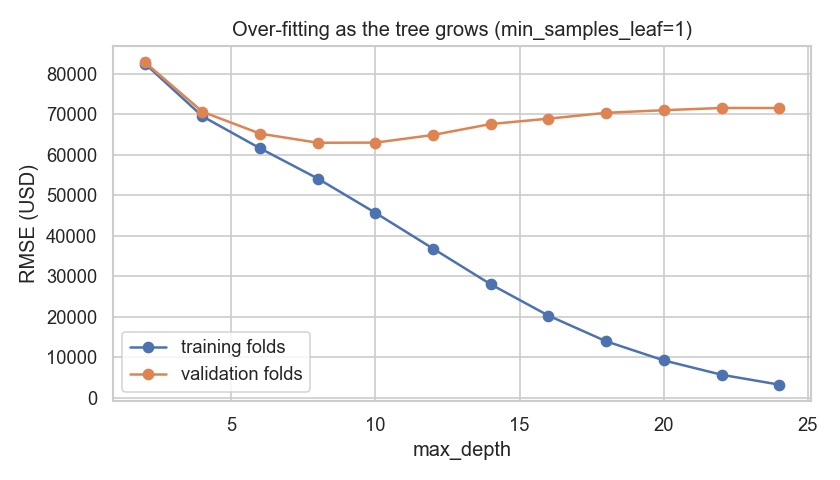 Over-fitting as the tree grows (min_samples_leaf=1)
80000
70000
60000
50000
40000
30000
20000
10000
0
RMSE (USD)
training folds
validation folds
5
10
15
20
25
max_depth